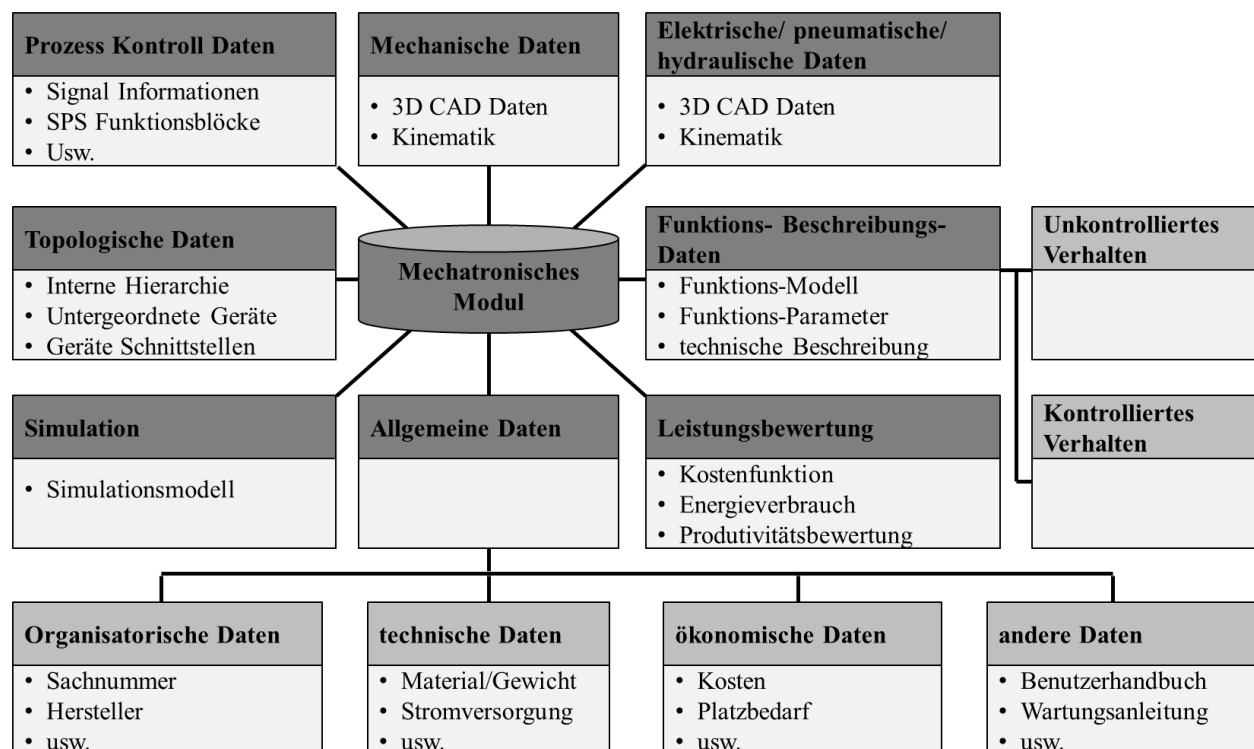 Prozess Kontroll Daten
• Signal Informationen
• SPS Funktionsblöcke
• Usw.
Mechanische Daten
• 3D CAD Daten
• Kinematik
Elektrische/ pneumatische/
hydraulische Daten
• 3D CAD Daten
• Kinematik
Topologische Daten
• Interne Hierarchie
• Untergeordnete Geräte
• Geräte Schnittstellen
Mechatronisches
Modul
Funktions- Beschreibungs-
Daten
• Funktions-Modell
• Funktions-Parameter
• technische Beschreibung
Unkontrolliertes
Verhalten
Simulation
• Simulationsmodell
Allgemeine Daten
Leistungsbewertung
• Kostenfunktion
• Energieverbrauch
• Produtivitätsbewertung
Kontrolliertes
Verhalten
Organisatorische Daten
• Sachnummer
• Hersteller
• usw.
technische Daten
• Material/Gewicht
• Stromversorgung
• usw.
ökonomische Daten
• Kosten
• Platzbedarf
• usw.
andere Daten
• Benutzerhandbuch
• Wartungsanleitung
• usw.